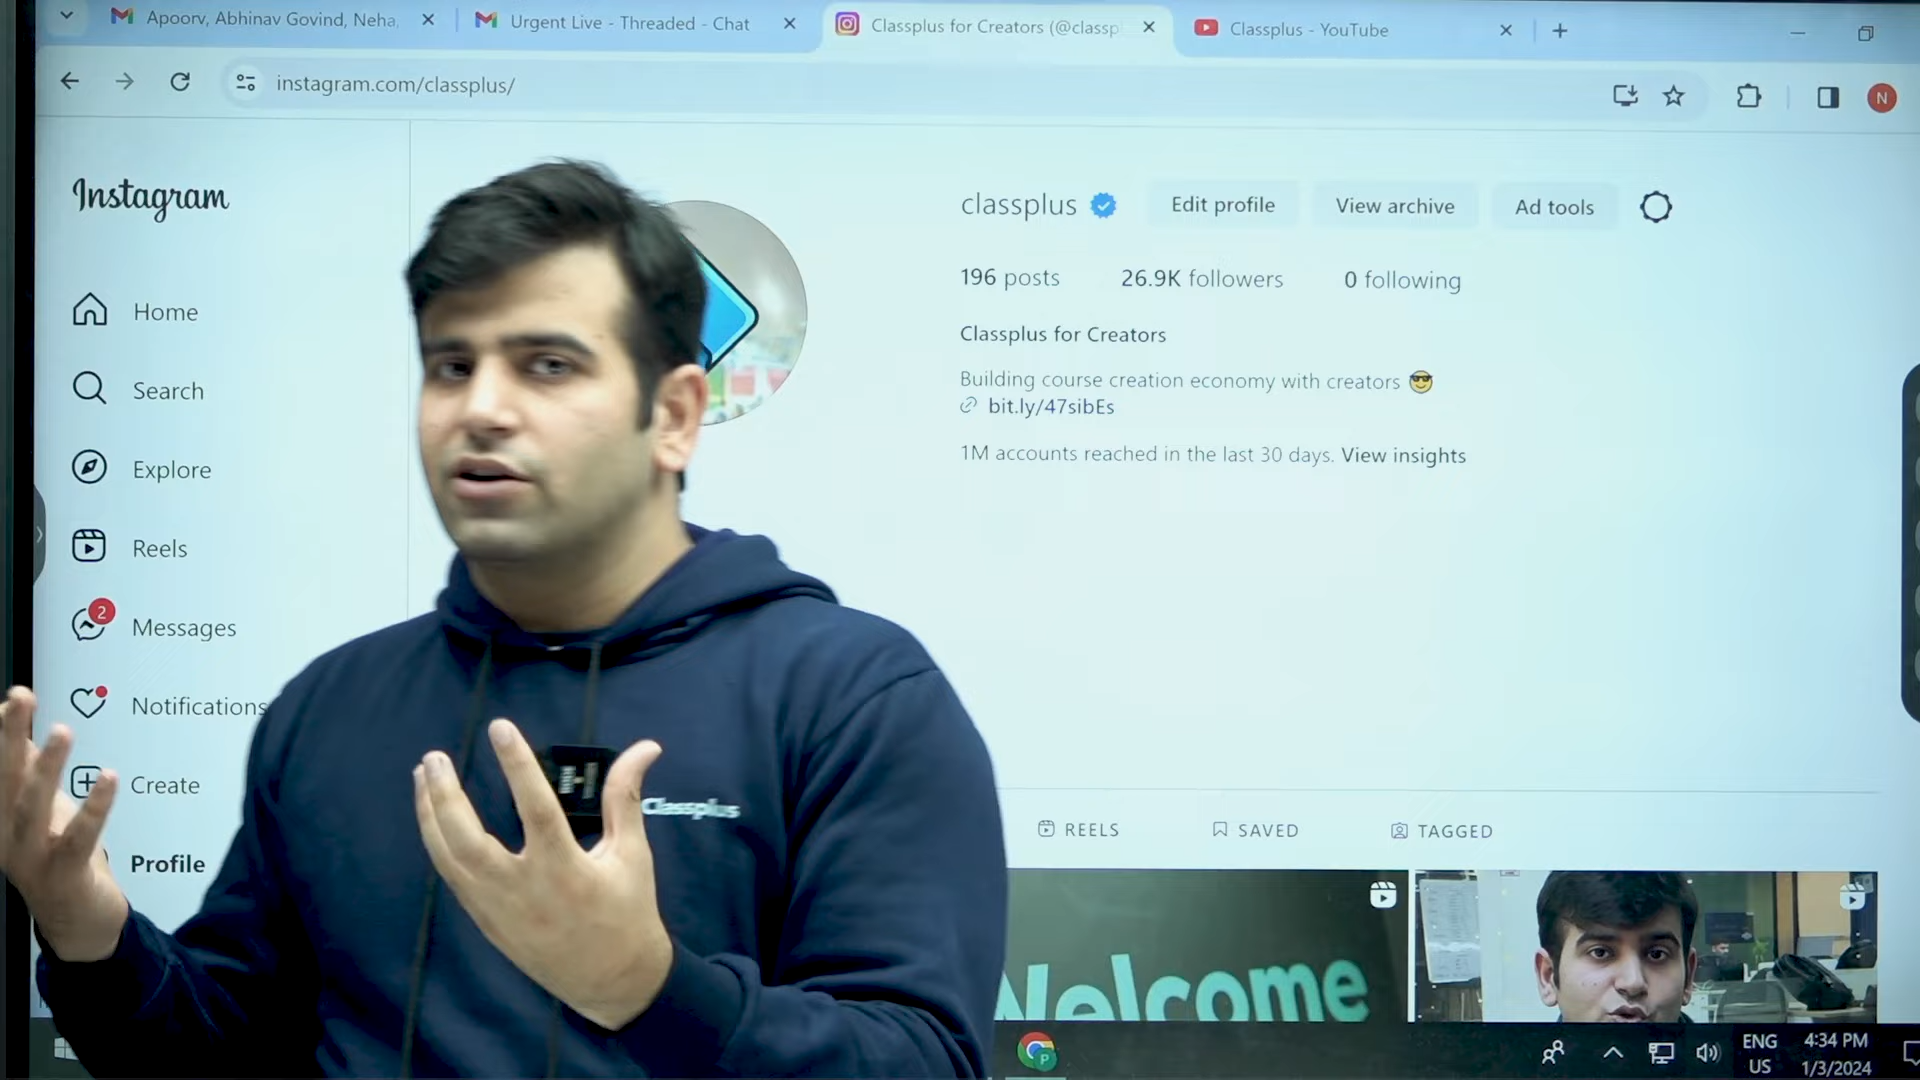 Apoorv, Abhinav Govind, Neha,
Urgent Live - Threaded - Chat
Classplus for Creators (@classp
Classplus - YouTube
instagram.com/classplus/
N
Instagram
classplus
Edit profile
View archive
Ad tools
196 posts
26.9K followers
0 following
Home
Classplus for Creators
Search
Building course creation economy with creators 😎
bit.ly/47sibEs
Explore
1M accounts reached in the last 30 days. View insights
Reels
2
Messages
Notifications
Create
H
Classplus
REELS
SAVED
TAGGED
Profile
Welcome
P
ENG
US
4:34 PM
1/3/2024